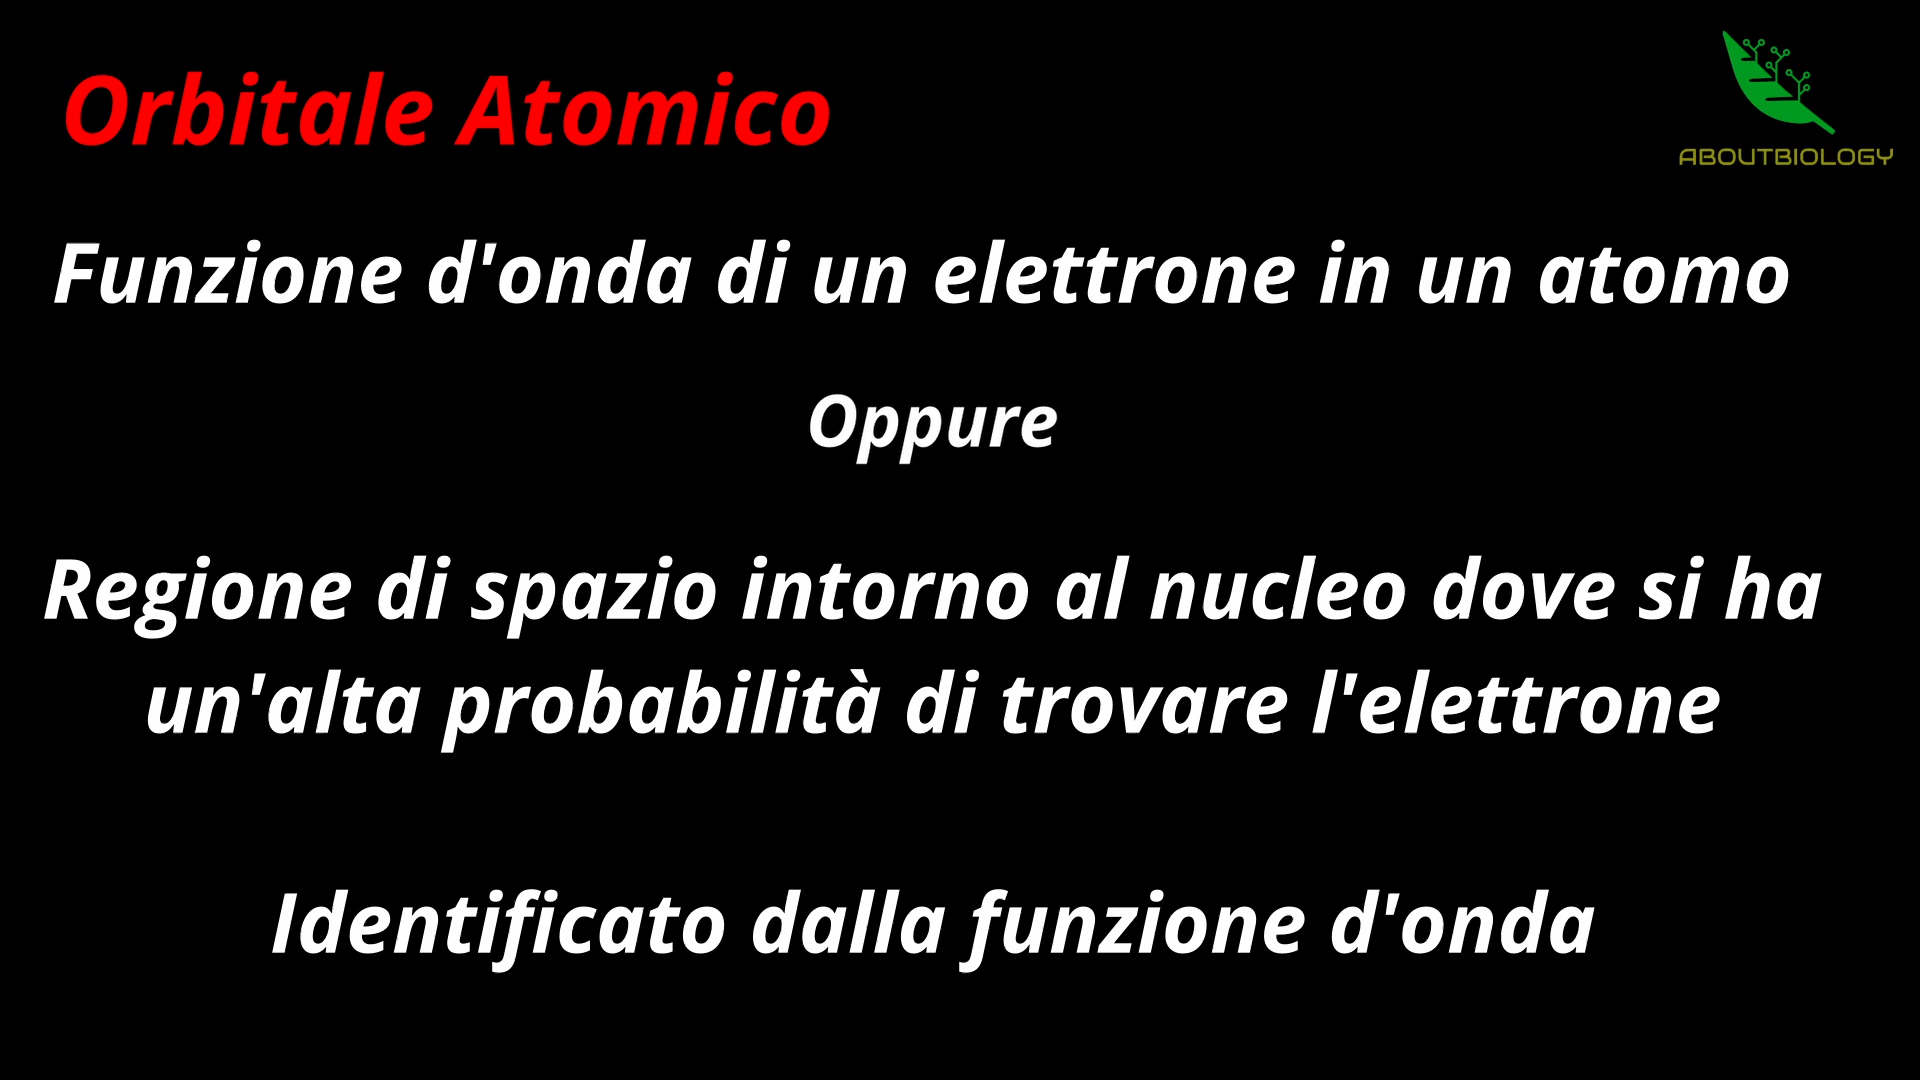 Orbitale Atomico
ABOUTBIOLOGY
Funzione d'onda di un elettrone in un atomo
Oppure
Regione di spazio intorno al nucleo dove si ha
un'alta probabilità di trovare l'elettrone
Identificato dalla funzione d'onda